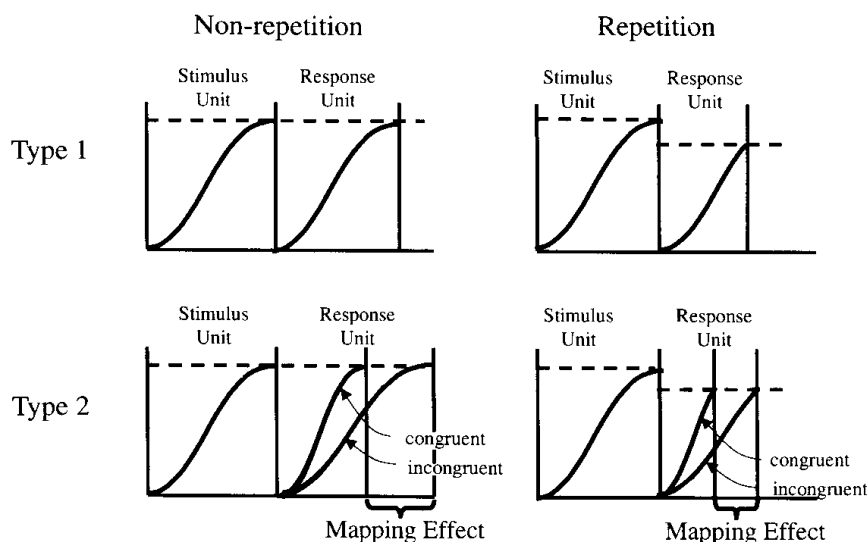 Non-repetition
Repetition
Stimulus
Unit
Response
Unit
Stimulus
Unit
Response
Unit
Type 1
Stimulus
Unit
Response
Unit
Stimulus
Unit
Response
Unit
Type 2
congruent
incongruent
congruent
incongruent
Mapping Effect
Mapping Effect